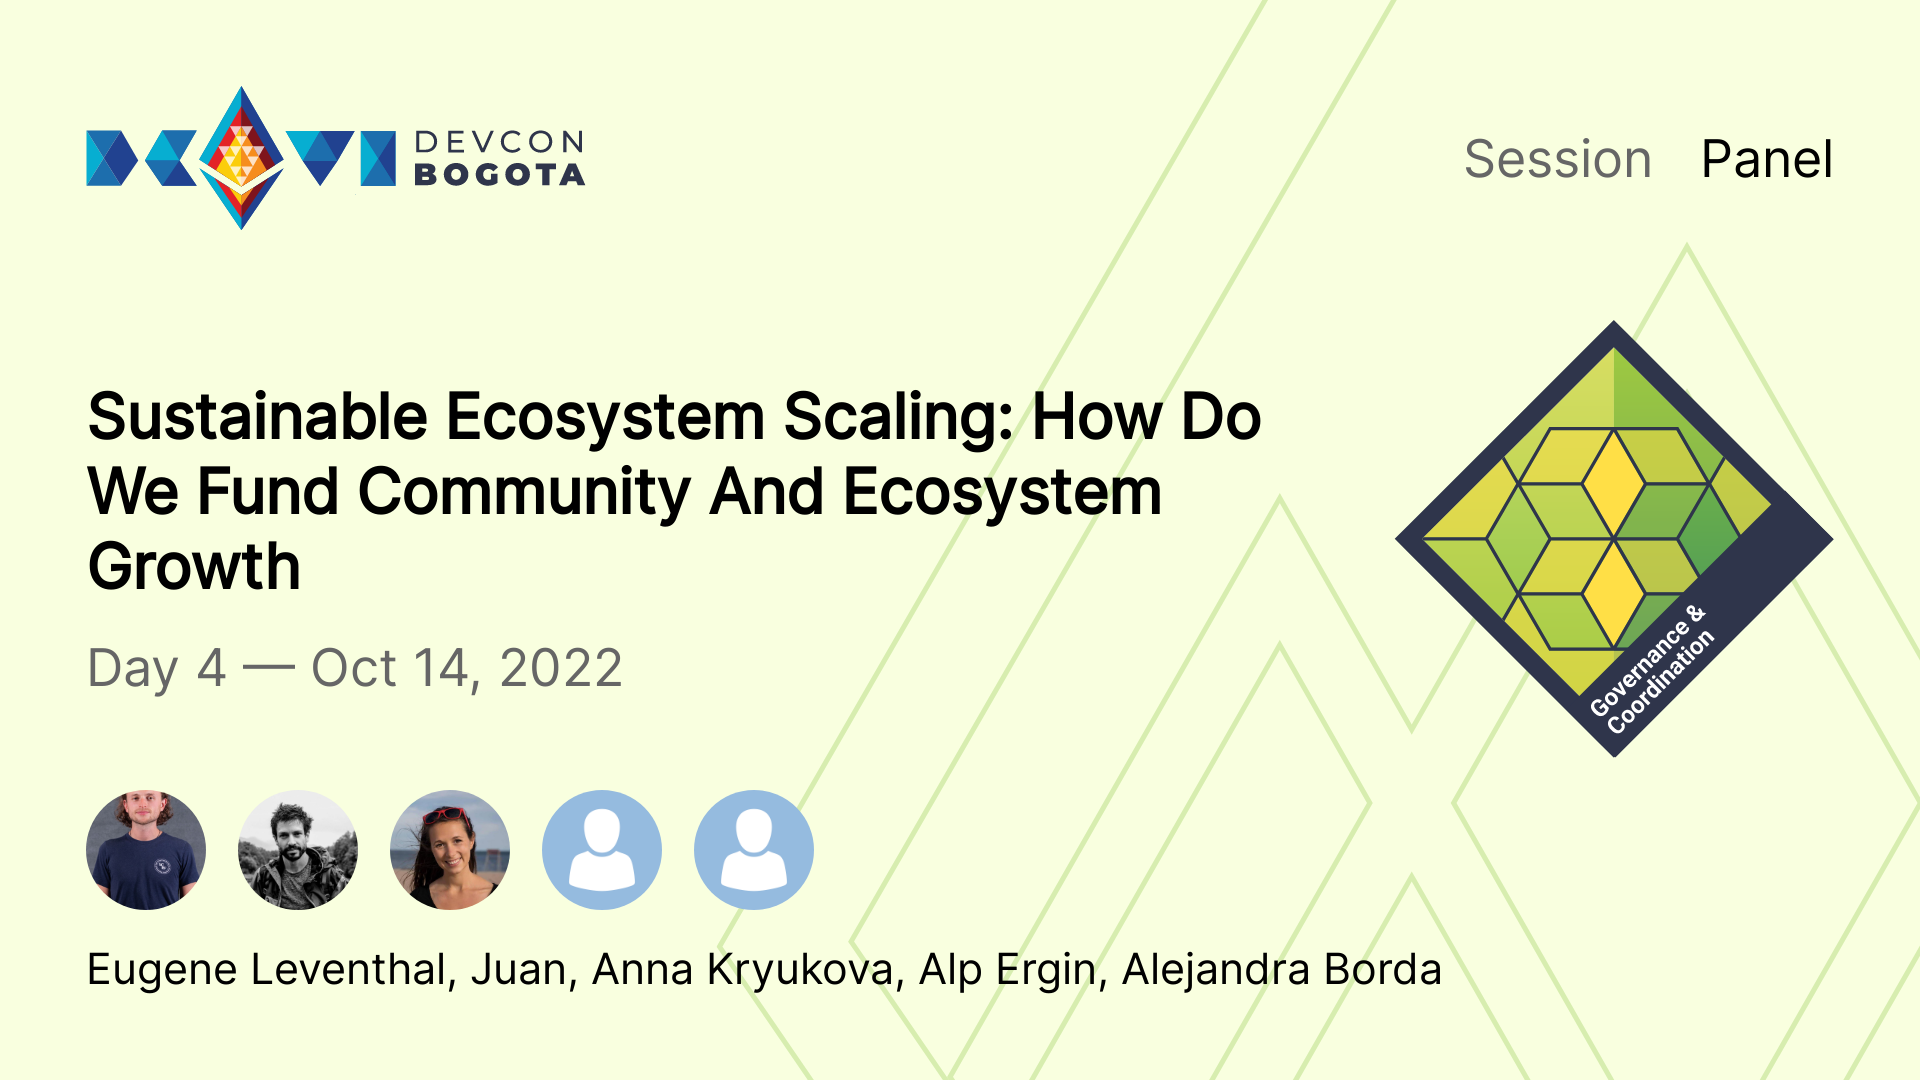 DEVCON
BOGOTA
Session Panel
Sustainable Ecosystem Scaling: How Do
We Fund Community And Ecosystem
Growth
Day 4 — Oct 14, 2022
Governance &
Coordination
Eugene Leventhal, Juan, Anna Kryukova, Alp Ergin, Alejandra Borda